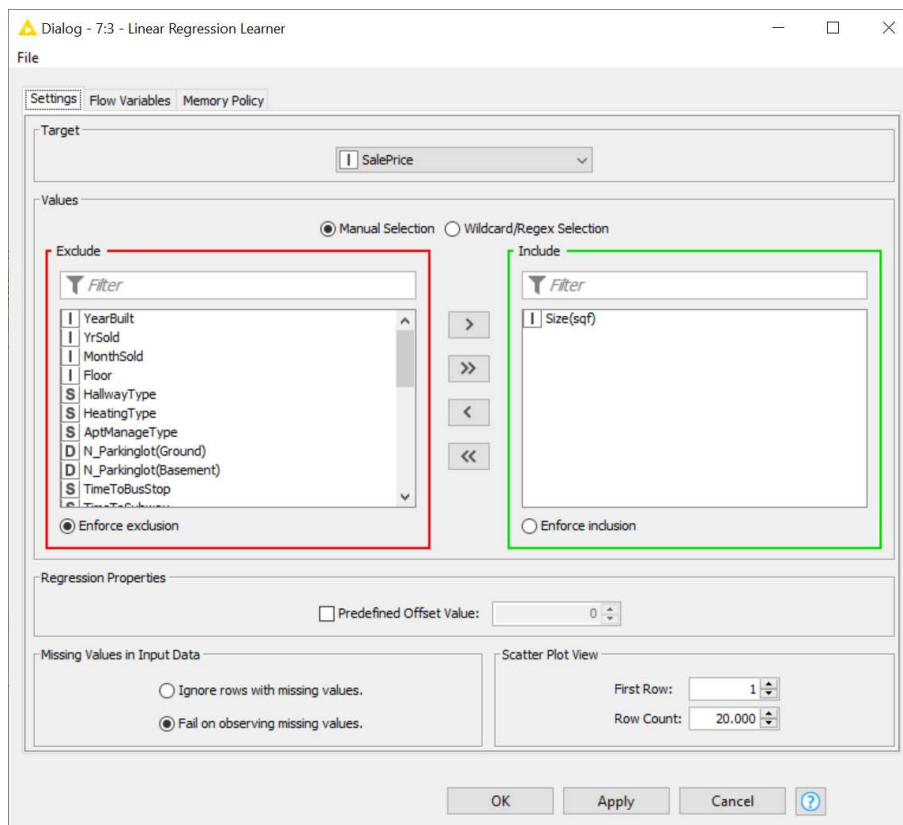 Dialog - 7:3 - Linear Regression Learner
File
Settings Flow Variables Memory Policy
Target
I SalePrice
Values
Manual Selection Wildcard/Regex Selection
Exclude
Filter
I YearBuilt
I YrSold
I MonthSold
I Floor
S HallwayType
S HeatingType
S AptManageType
D N_Parkinglot(Ground)
D N_Parkinglot(Basement)
S TimeToBusStop
S TimeToSubway
Enforce exclusion
>
>>
<
<<
Include
Filter
I Size(sqf)
Enforce inclusion
Regression Properties
Predefined Offset Value: 0
Missing Values in Input Data
Ignore rows with missing values.
Fail on observing missing values.
Scatter Plot View
First Row: 1
Row Count: 20.000
OK Apply Cancel ?